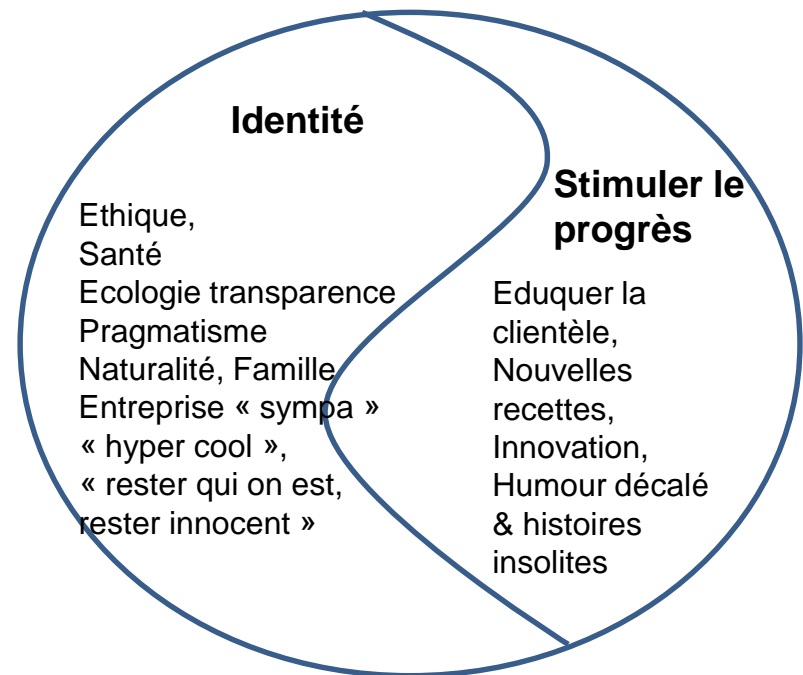 Identité
Ethique,
Santé
Ecologie transparence
Pragmatisme
Naturalité, Famille
Entreprise « sympa »
« hyper cool »,
« rester qui on est,
rester innocent »
Stimuler le
progrès
Eduquer la
clientèle,
Nouvelles
recettes,
Innovation,
Humour décalé
& histoires
insolites